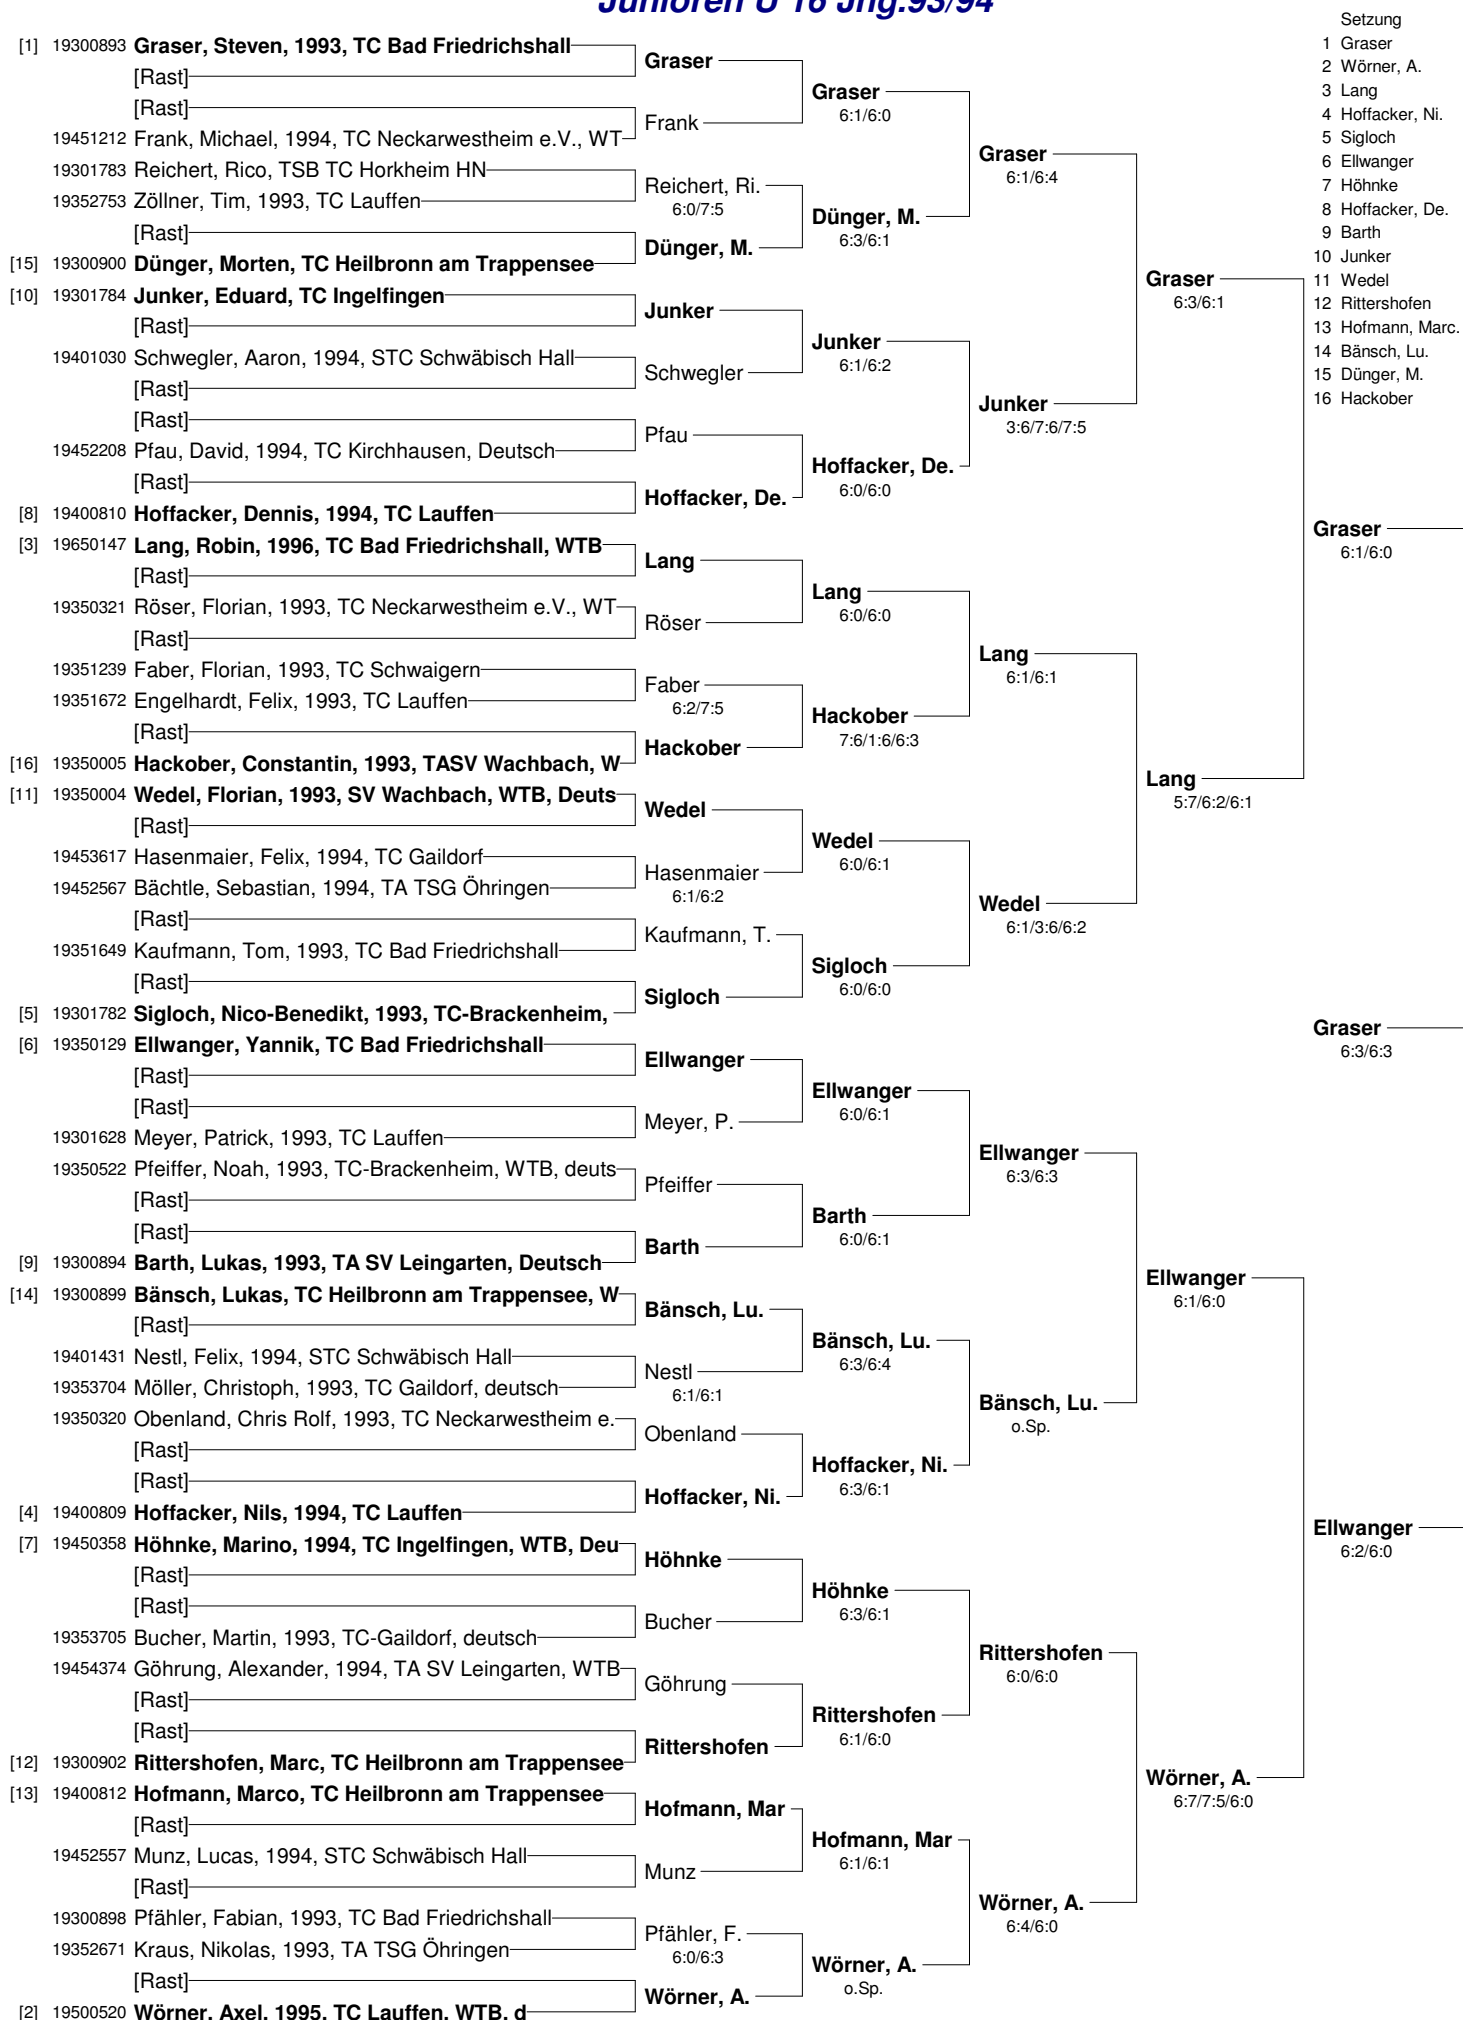 Junioren U 16 Jhg.93/94
Setzung
1 Graser
2 Wörner, A.
3 Lang
4 Hoffacker, Ni.
5 Sigloch
6 Ellwanger
7 Höhnke
8 Hoffacker, De.
9 Barth
10 Junker
11 Wedel
12 Rittershofen
13 Hofmann, Marc.
14 Bänsch, Lu.
15 Dünger, M.
16 Hackober
[1] 19300893 Graser, Steven, 1993, TC Bad Friedrichshall
[Rast]
[Rast]
19451212 Frank, Michael, 1994, TC Neckarwestheim e.V., WT
19301783 Reichert, Rico, TSB TC Horkheim HN
19352753 Zöllner, Tim, 1993, TC Lauffen
[Rast]
[15] 19300900 Dünger, Morten, TC Heilbronn am Trappensee
[10] 19301784 Junker, Eduard, TC Ingelfingen
[Rast]
19401030 Schwegler, Aaron, 1994, STC Schwäbisch Hall
[Rast]
[Rast]
19452208 Pfau, David, 1994, TC Kirchhausen, Deutsch
[Rast]
[8] 19400810 Hoffacker, Dennis, 1994, TC Lauffen
[3] 19650147 Lang, Robin, 1996, TC Bad Friedrichshall, WTB
[Rast]
19350321 Röser, Florian, 1993, TC Neckarwestheim e.V., WT
[Rast]
19351239 Faber, Florian, 1993, TC Schwaigern
19351672 Engelhardt, Felix, 1993, TC Lauffen
[Rast]
[16] 19350005 Hackober, Constantin, 1993, TASV Wachbach, W
[11] 19350004 Wedel, Florian, 1993, SV Wachbach, WTB, Deuts
[Rast]
19453617 Hasenmaier, Felix, 1994, TC Gaildorf
19452567 Bächtle, Sebastian, 1994, TA TSG Öhringen
[Rast]
19351649 Kaufmann, Tom, 1993, TC Bad Friedrichshall
[Rast]
[5] 19301782 Sigloch, Nico-Benedikt, 1993, TC-Brackenheim,
[6] 19350129 Ellwanger, Yannik, TC Bad Friedrichshall
[Rast]
[Rast]
19301628 Meyer, Patrick, 1993, TC Lauffen
19350522 Pfeiffer, Noah, 1993, TC-Brackenheim, WTB, deuts
[Rast]
[Rast]
[9] 19300894 Barth, Lukas, 1993, TA SV Leingarten, Deutsch
[14] 19300899 Bänsch, Lukas, TC Heilbronn am Trappensee, W
[Rast]
19401431 Nestl, Felix, 1994, STC Schwäbisch Hall
19353704 Möller, Christoph, 1993, TC Gaildorf, deutsch
19350320 Obenland, Chris Rolf, 1993, TC Neckarwestheim e.
[Rast]
[Rast]
[4] 19400809 Hoffacker, Nils, 1994, TC Lauffen
[7] 19450358 Höhnke, Marino, 1994, TC Ingelfingen, WTB, Deu
[Rast]
[Rast]
19353705 Bucher, Martin, 1993, TC-Gaildorf, deutsch
19454374 Göhrung, Alexander, 1994, TA SV Leingarten, WTB
[Rast]
[Rast]
[12] 19300902 Rittershofen, Marc, TC Heilbronn am Trappensee
[13] 19400812 Hofmann, Marco, TC Heilbronn am Trappensee
[Rast]
19452557 Munz, Lucas, 1994, STC Schwäbisch Hall
[Rast]
19300898 Pfähler, Fabian, 1993, TC Bad Friedrichshall
19352671 Kraus, Nikolas, 1993, TA TSG Öhringen
[Rast]
[2] 19500520 Wörner, Axel, 1995, TC Lauffen, WTB, d
Graser
Frank
Reichert, Ri.
6:0/7:5
Dünger, M.
Junker
Schwegler
Pfau
Hoffacker, De.
Lang
Röser
Faber
6:2/7:5
Hackober
Wedel
Hasenmaier
6:1/6:2
Kaufmann, T.
Sigloch
Ellwanger
Meyer, P.
Pfeiffer
Barth
Bänsch, Lu.
Nestl
6:1/6:1
Obenland
Hoffacker, Ni.
Höhnke
Bucher
Göhrung
Rittershofen
Hofmann, Mar
Munz
Pfähler, F.
6:0/6:3
Wörner, A.
Graser
6:1/6:0
Dünger, M.
6:3/6:1
Junker
6:1/6:2
Hoffacker, De.
6:0/6:0
Lang
6:0/6:0
Hackober
7:6/1:6/6:3
Wedel
6:0/6:1
Sigloch
6:0/6:0
Ellwanger
6:0/6:1
Barth
6:0/6:1
Bänsch, Lu.
6:3/6:4
Hoffacker, Ni.
6:3/6:1
Höhnke
6:3/6:1
Rittershofen
6:1/6:0
Hofmann, Mar
6:1/6:1
Wörner, A.
o.Sp.
Graser
6:1/6:4
Junker
3:6/7:6/7:5
Lang
6:1/6:1
Wedel
6:1/3:6/6:2
Ellwanger
6:3/6:3
Bänsch, Lu.
o.Sp.
Rittershofen
6:0/6:0
Wörner, A.
6:4/6:0
Graser
6:3/6:1
Lang
5:7/6:2/6:1
Ellwanger
6:1/6:0
Wörner, A.
6:7/7:5/6:0
Graser
6:1/6:0
Ellwanger
6:2/6:0
Graser
6:3/6:3